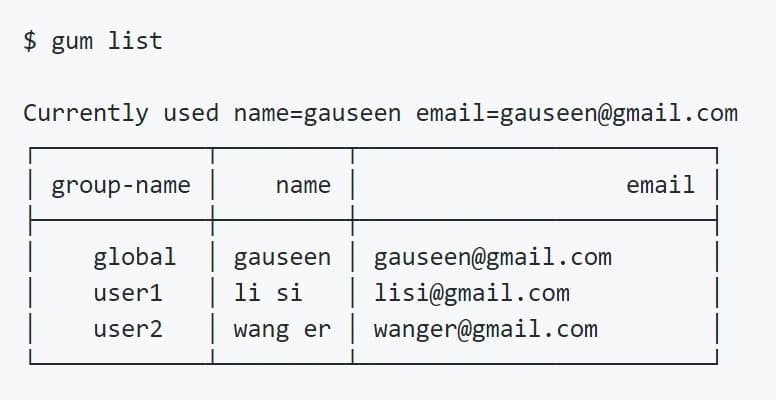 $ gum list
Currently used name=gauseen email=gauseen@gmail.com
group-name name email
global gauseen gauseen@gmail.com
user1 li si lisi@gmail.com
user2 wang er wanger@gmail.com